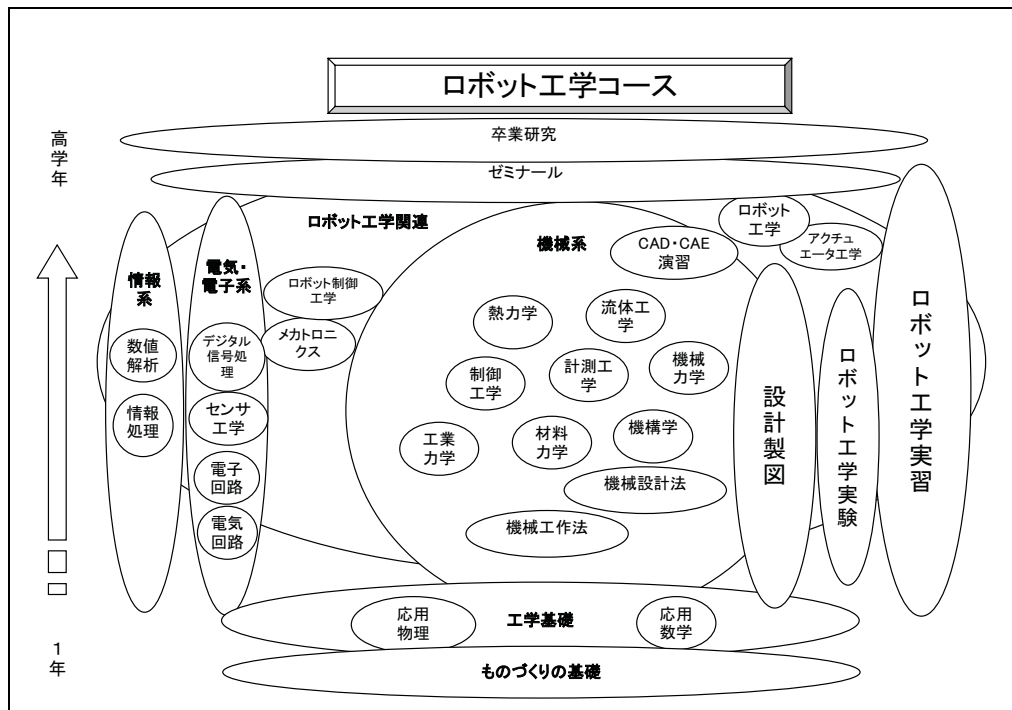 ロボット工学コース
卒業研究
ゼミナール
高学年
1年
ロボット工学関連
機械系
ロボット
工学
アクチュ
エータ工学
CAD・CAE
演習
情報
系
電気・
電子系
ロボット制御
工学
メカトロニ
クス
数値
解析
情報
処理
デジタル
信号処
理
センサ
工学
電子
回路
電気
回路
熱力学
流体工
学
制御
工学
計測工
学
機械
力学
工業
力学
材料
力学
機構学
機械設計法
機械工作法
設計製図
ロボット工学実験
ロボット工学実習
応用
物理
工学基礎
応用
数学
ものづくりの基礎